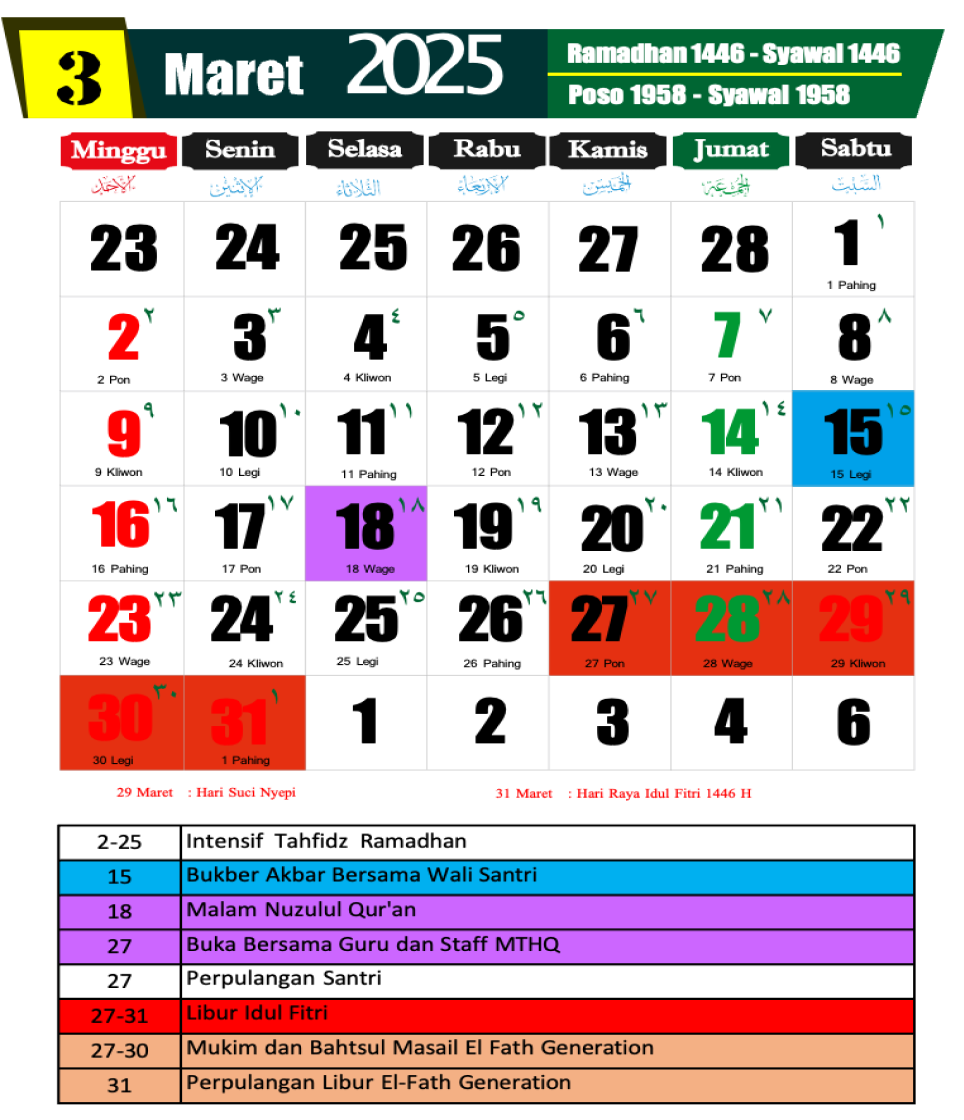 3 Maret 2025 Ramadhan 1446 - Syawal 1446
Poso 1958 - Syawal 1958
Minggu Senin Selasa Rabu Kamis Jumat Sabtu
الأحد الإثنين الثلاثاء الأربعاء الخميس الجمعة السبت
23 24 25 26 27 28 1 ١
1 Pahing
2 ٢ 3 ٣ 4 ٤ 5 ٥ 6 ٦ 7 ٧ 8 ٨
2 Pon 3 Wage 4 Kliwon 5 Legi 6 Pahing 7 Pon 8 Wage
9 ٩ 10 ١٠ 11 ١١ 12 ١٢ 13 ١٣ 14 ١٤ 15 ١٥
9 Kliwon 10 Legi 11 Pahing 12 Pon 13 Wage 14 Kliwon 15 Legi
16 ١٦ 17 ١٧ 18 ١٨ 19 ١٩ 20 ٢٠ 21 ٢١ 22 ٢٢
16 Pahing 17 Pon 18 Wage 19 Kliwon 20 Legi 21 Pahing 22 Pon
23 ٢٣ 24 ٢٤ 25 ٢٥ 26 ٢٦ 27 ٢٧ 28 ٢٨ 29 ٢٩
23 Wage 24 Kliwon 25 Legi 26 Pahing 27 Pon 28 Wage 29 Kliwon
30 ٣٠ 31 ١ 1 2 3 4 6
30 Legi 1 Pahing
29 Maret : Hari Suci Nyepi 31 Maret : Hari Raya Idul Fitri 1446 H
2-25 Intensif Tahfidz Ramadhan
15 Bukber Akbar Bersama Wali Santri
18 Malam Nuzulul Qur'an
27 Buka Bersama Guru dan Staff MTHQ
27 Perpulangan Santri
27-31 Libur Idul Fitri
27-30 Mukim dan Bahtsul Masail El Fath Generation
31 Perpulangan Libur El-Fath Generation